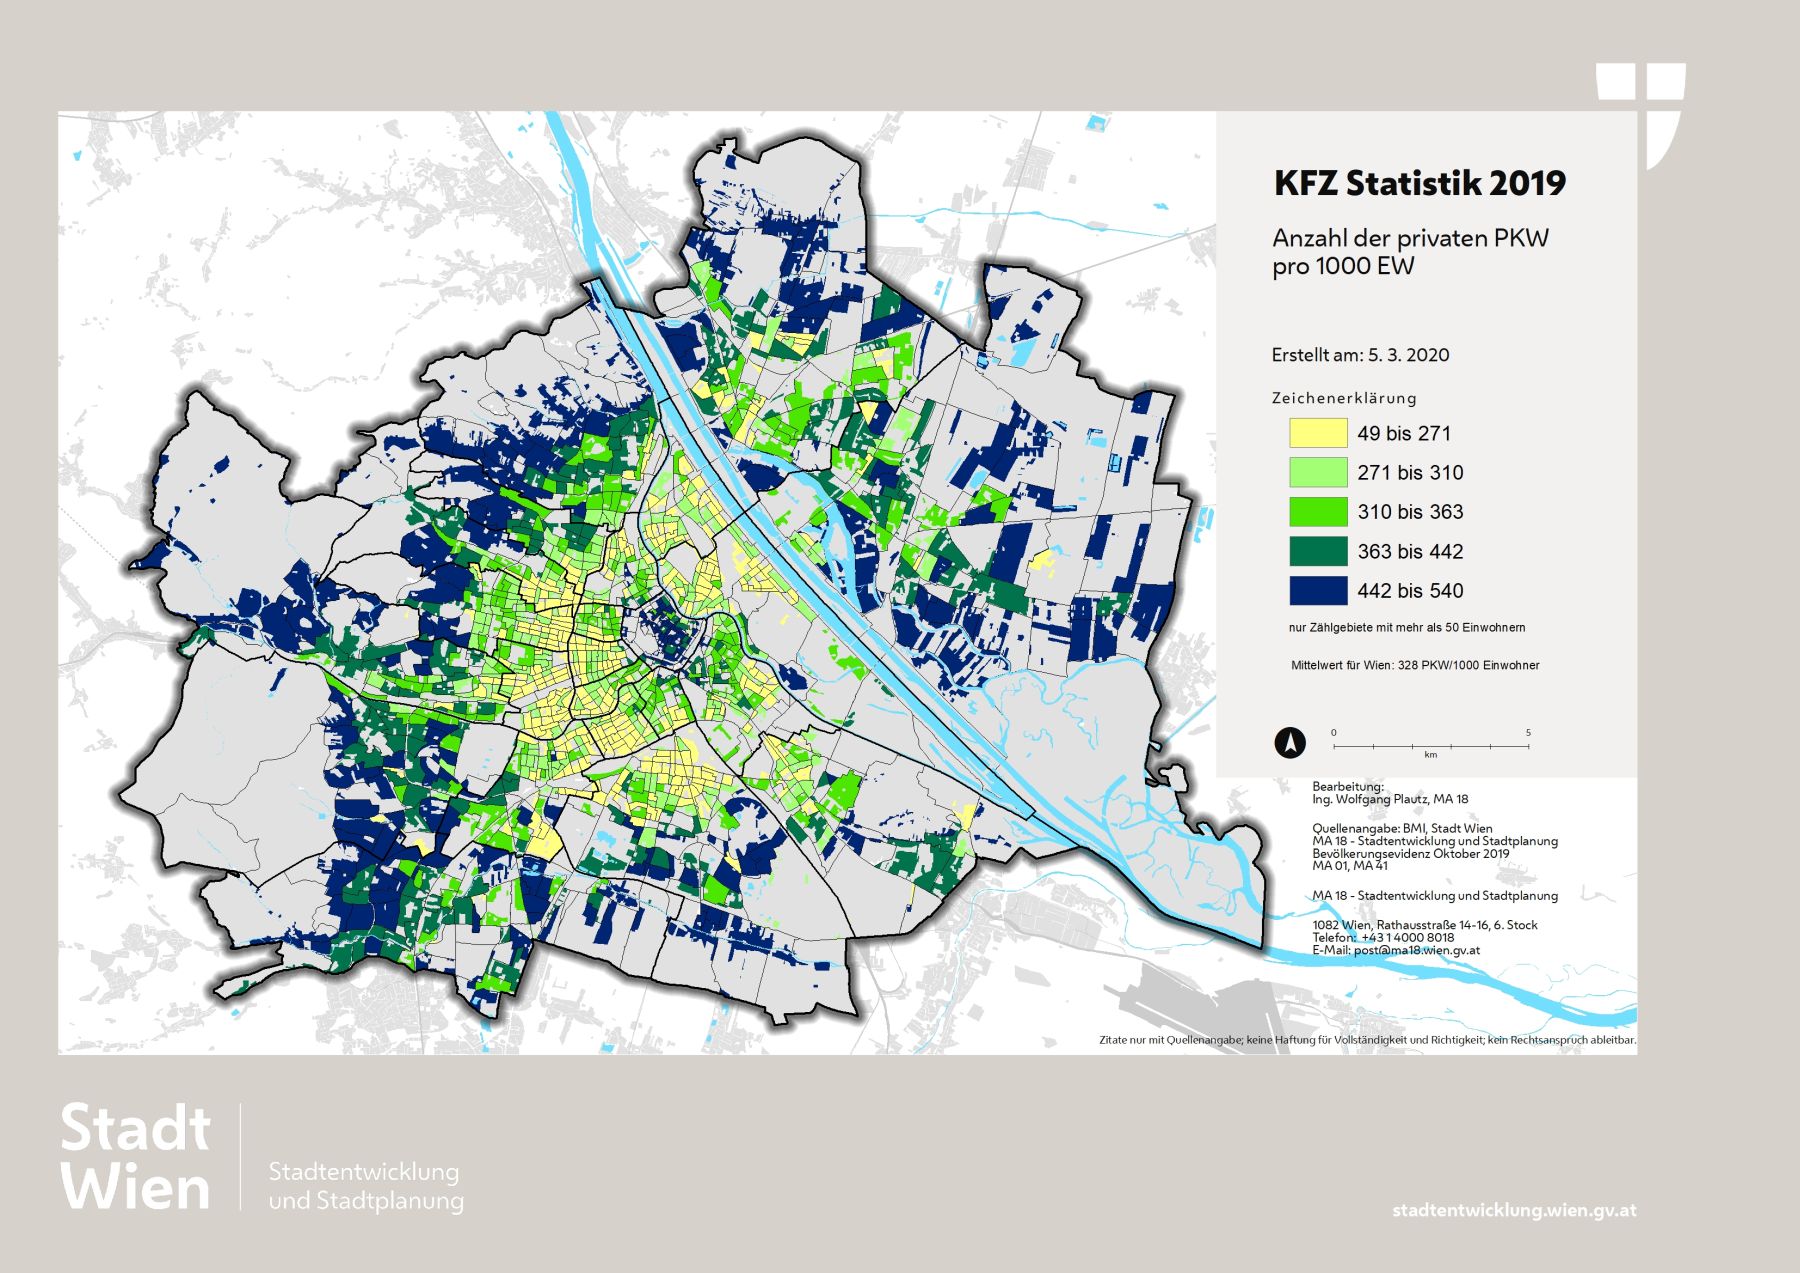 KFZ Statistik 2019
Anzahl der privaten PKW
pro 1000 EW
Erstellt am: 5. 3. 2020
Zeichenerklärung
49 bis 271
271 bis 310
310 bis 363
363 bis 442
442 bis 540
nur Zählgebiete mit mehr als 50 Einwohnern
Mittelwert für Wien: 328 PKW/1000 Einwohner
0 5
km
Bearbeitung:
Ing. Wolfgang Plautz, MA 18
Quellenangabe: BMI, Stadt Wien
MA 18 - Stadtentwicklung und Stadtplanung
Bevölkerungsevidenz Oktober 2019
MA 01, MA 41
MA 18 - Stadtentwicklung und Stadtplanung
1082 Wien, Rathausstraße 14-16, 6. Stock
Telefon: +43 1 4000 8018
E-Mail: post@ma18.wien.gv.at
Zitate nur mit Quellenangabe; keine Haftung für Vollständigkeit und Richtigkeit; kein Rechtsanspruch ableitbar.
Stadt
Wien
Stadtentwicklung
und Stadtplanung
stadtentwicklung.wien.gv.at